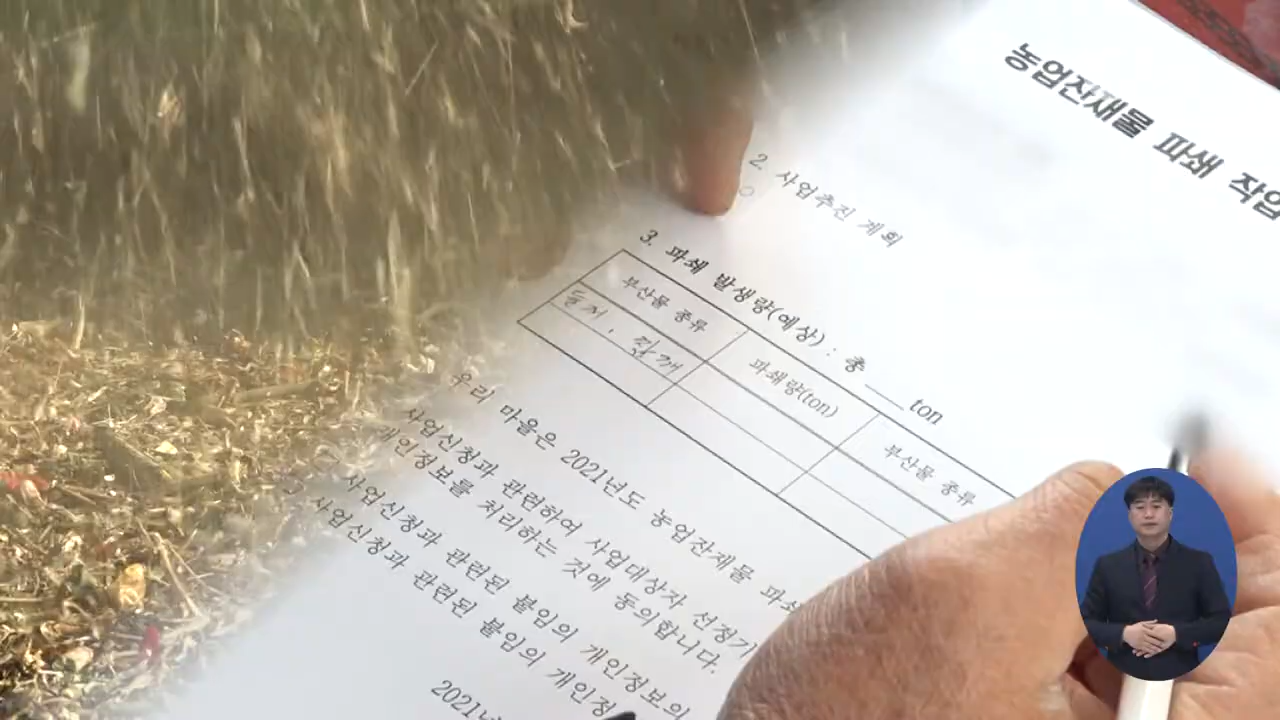 농업잔재물 파쇄 작업
2. 사업추진 계획
○
3. 파쇄 발생량(예상) : 총 ton
부산물 종류 파쇄량(ton) 부산물 종류
들깨, 참깨
우리 마을은 2021년도 농업잔재물 파쇄
사업신청과 관련하여 사업대상자 선정기
개인정보를 처리하는 것에 동의합니다.
사업신청과 관련된 붙임의 개인정보의
사업신청과 관련된 붙임의 개인정
2021년